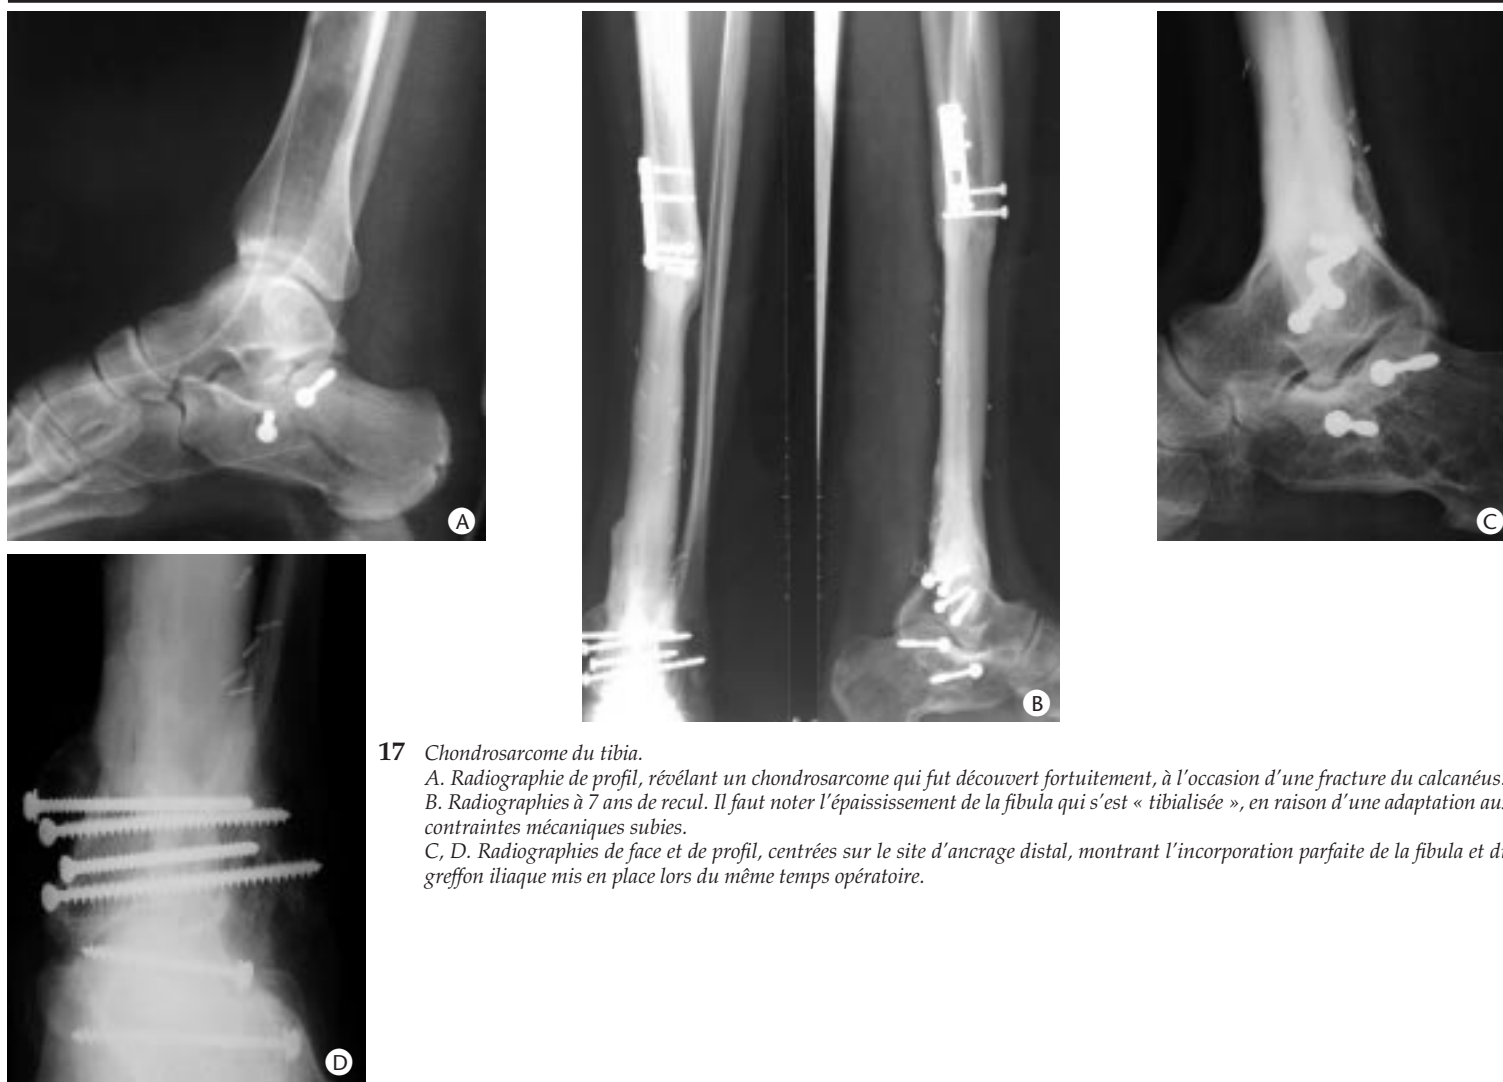 A
B
C
D
17 Chondrosarcome du tibia.
A. Radiographie de profil, révélant un chondrosarcome qui fut découvert fortuitement, à l'occasion d'une fracture du calcanéus.
B. Radiographies à 7 ans de recul. Il faut noter l'épaississement de la fibula qui s'est « tibialisée », en raison d'une adaptation au
contraintes mécaniques subies.
C, D. Radiographies de face et de profil, centrées sur le site d'ancrage distal, montrant l'incorporation parfaite de la fibula et d
greffon iliaque mis en place lors du même temps opératoire.